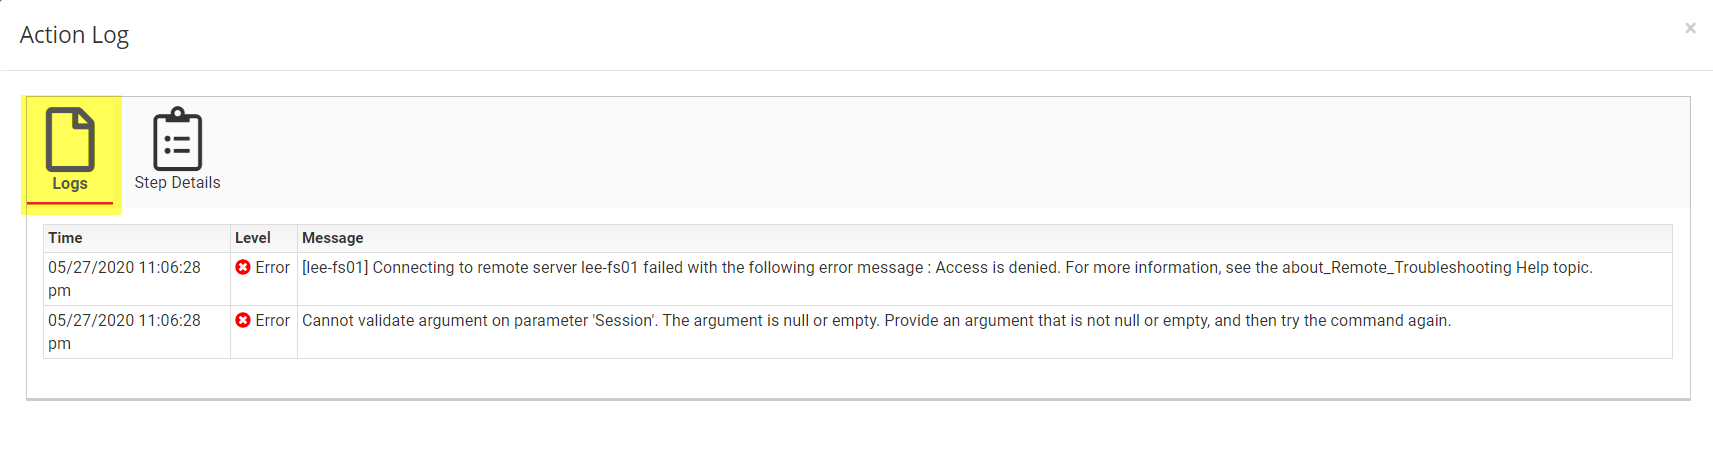 Action Log
×
Logs
Step Details
Time Level Message
05/27/2020 11:06:28 Error [lee-fs01] Connecting to remote server lee-fs01 failed with the following error message : Access is denied. For more information, see the about_Remote_Troubleshooting Help topic.
pm
05/27/2020 11:06:28 Error Cannot validate argument on parameter 'Session'. The argument is null or empty. Provide an argument that is not null or empty, and then try the command again.
pm